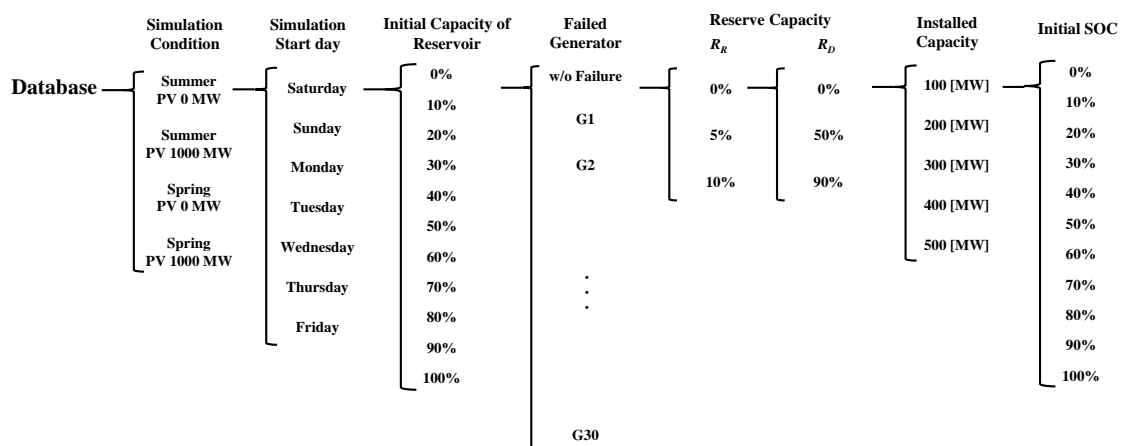 Simulation
Condition
Simulation
Start day
Initial Capacity of
Reservoir
Failed
Generator
Reserve Capacity
R_R
R_D
Installed
Capacity
Initial SOC
Database
Summer
PV 0 MW
Summer
PV 1000 MW
Spring
PV 0 MW
Spring
PV 1000 MW
Saturday
Sunday
Monday
Tuesday
Wednesday
Thursday
Friday
0%
10%
20%
30%
40%
50%
60%
70%
80%
90%
100%
w/o Failure
G1
G2
.
.
.
G30
0%
5%
10%
0%
50%
90%
100 [MW]
200 [MW]
300 [MW]
400 [MW]
500 [MW]
0%
10%
20%
30%
40%
50%
60%
70%
80%
90%
100%